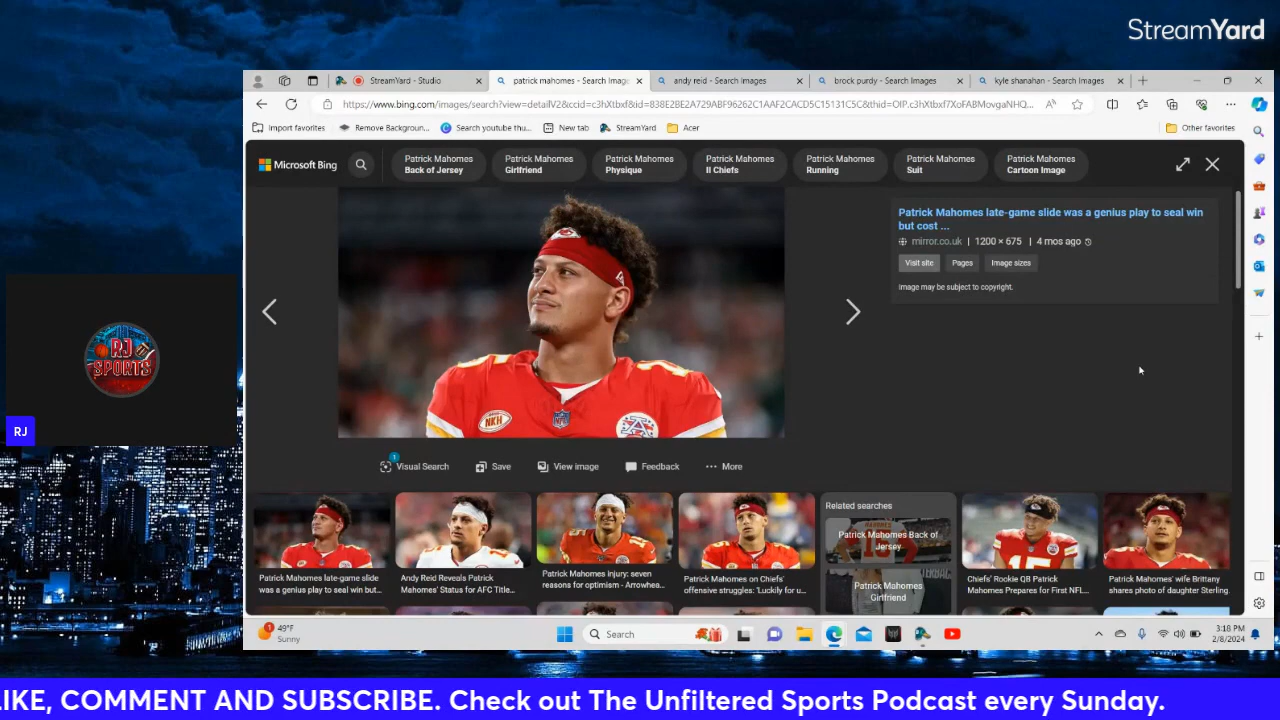 StreamYard
StreamYard - Studio
patrick mahomes - Search Image
andy reid - Search Images
brock purdy - Search Images
kyle shanahan - Search Images
https://www.bing.com/images/search?view=detailV2&ccid=c3hXtbxf&id=838E2BE2A729ABF96262C1AAF2CACD5C15131C5C&thid=OIP.c3hXtbxf7XoFABMovgaNHQ...
Import favorites
Remove Backgroun...
Search youtube thu...
New tab
StreamYard
Acer
Other favorites
Microsoft Bing
Patrick Mahomes
Back of Jersey
Patrick Mahomes
Girlfriend
Patrick Mahomes
Physique
Patrick Mahomes
II Chiefs
Patrick Mahomes
Running
Patrick Mahomes
Suit
Patrick Mahomes
Cartoon Image
Patrick Mahomes late-game slide was a genius play to seal win
but cost ...
mirror.co.uk | 1200 × 675 | 4 mos ago
Visit site
Pages
Image sizes
Image may be subject to copyright.
NKH
RJ
SPORTS
RJ
1
Visual Search
Save
View image
Feedback
... More
Patrick Mahomes late-game slide
was a genius play to seal win but...
Andy Reid Reveals Patrick
Mahomes' Status for AFC Title...
Patrick Mahomes injury: seven
reasons for optimism - Arrowhea...
Patrick Mahomes on Chiefs'
offensive struggles: 'Luckily for u...
Related searches
Patrick Mahomes Back of
Jersey
Patrick Mahomes
Girlfriend
Chiefs' Rookie QB Patrick
Mahomes Prepares for First NFL...
Patrick Mahomes' wife Brittany
shares photo of daughter Sterling.
1
49°F
Sunny
Search
3:18 PM
2/8/2024
LIKE, COMMENT AND SUBSCRIBE. Check out The Unfiltered Sports Podcast every Sunday.